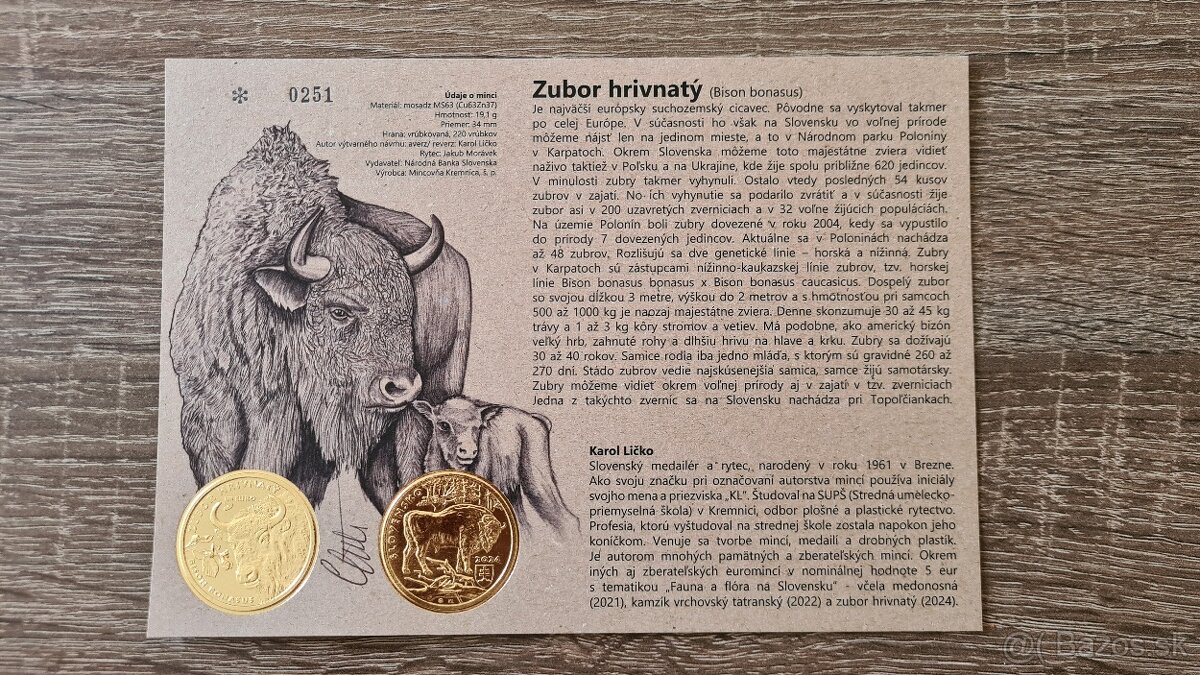 * 0251
Údaje o minci
Materiál: mosadz MS63 (Cu63Zn37)
Hmotnosť: 19,1 g
Priemer: 34 mm
Hrana: vrúbkovaná, 220 vrúbkov
Autor výtvarného návrhu: averz/ reverz: Karol Ličko
Rytec: Jakub Morávek
Vydavateľ: Národná Banka Slovenska
Výrobca: Mincovňa Kremnica, š. p.
Zubor hrivnatý (Bison bonasus)
Je najväčší európsky suchozemský cicavec. Pôvodne sa vyskytoval takmer
po celej Európe. V súčasnosti ho však na Slovensku vo voľnej prírode
môžeme nájsť len na jedinom mieste, a to v Národnom parku Poloniny
v Karpatoch. Okrem Slovenska môžeme toto majestátne zviera vidieť
naživo taktiež v Poľsku a na Ukrajine, kde žije spolu približne 620 jedincov.
V minulosti zubry takmer vyhynuli. Ostalo vtedy posledných 54 kusov
zubrov v zajatí. No ich vyhynutie sa podarilo zvrátiť a v súčasnosti žije
zubor asi v 200 uzavretých zverniciach a v 32 voľne žijúcich populáciách.
Na územie Polonín boli zubry dovezené v roku 2004, kedy sa vypustilo
do prírody 7 dovezených jedincov. Aktuálne sa v Poloninách nachádza
až 48 zubrov. Rozlišujú sa dve genetické línie – horská a nížinná. Zubry
v Karpatoch sú zástupcami nížinno-kaukazskej línie zubrov, tzv. horskej
línie Bison bonasus bonasus x Bison bonasus caucasicus. Dospelý zubor
so svojou dĺžkou 3 metre, výškou do 2 metrov a s hmotnosťou pri samcoch
500 až 1000 kg je naozaj majestátne zviera. Denne skonzumuje 30 až 45 kg
trávy a 1 až 3 kg kôry stromov a vetiev. Má podobne, ako americký bizón
veľký hrb, zahnuté rohy a dlhšiu hrivu na hlave a krku. Zubry sa dožívajú
30 až 40 rokov. Samice rodia iba jedno mláďa, s ktorým sú gravidné 260 až
270 dní. Stádo zubrov vedie najskúsenejšia samica, samce žijú samotársky.
Zubry môžeme vidieť okrem voľnej prírody aj v zajatí v tzv. zverniciach
Jedna z takýchto zverníc sa na Slovensku nachádza pri Topoľčiankach.
Karol Ličko
Slovenský medailér a rytec, narodený v roku 1961 v Brezne.
Ako svoju značku pri označovaní autorstva mincí používa iniciály
svojho mena a priezviska „KL". Študoval na SUPŠ (Stredná umelecko-
priemyselná škola) v Kremnici, odbor plošné a plastické rytectvo.
Profesia, ktorú vyštudoval na strednej škole zostala napokon jeho
koníčkom. Venuje sa tvorbe mincí, medailí a drobných plastík.
Je autorom mnohých pamätných a zberateľských mincí. Okrem
iných aj zberateľských euromincí v nominálnej hodnote 5 eur
s tematikou „Fauna a flóra na Slovensku" - včela medonosná
(2021), kamzík vrchovský tatranský (2022) a zubor hrivnatý (2024).
HRIVNATÝ
BISON BONASUS
SLOVENSKO
2024
@( Bazos.sk